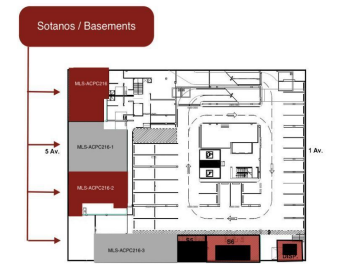 Sotanos / Basements
MLS-ACPC216
MLS-ACPC216-1
5 Av.
1 Av.
MLS-ACPC216-2
MLS-ACPC216-3